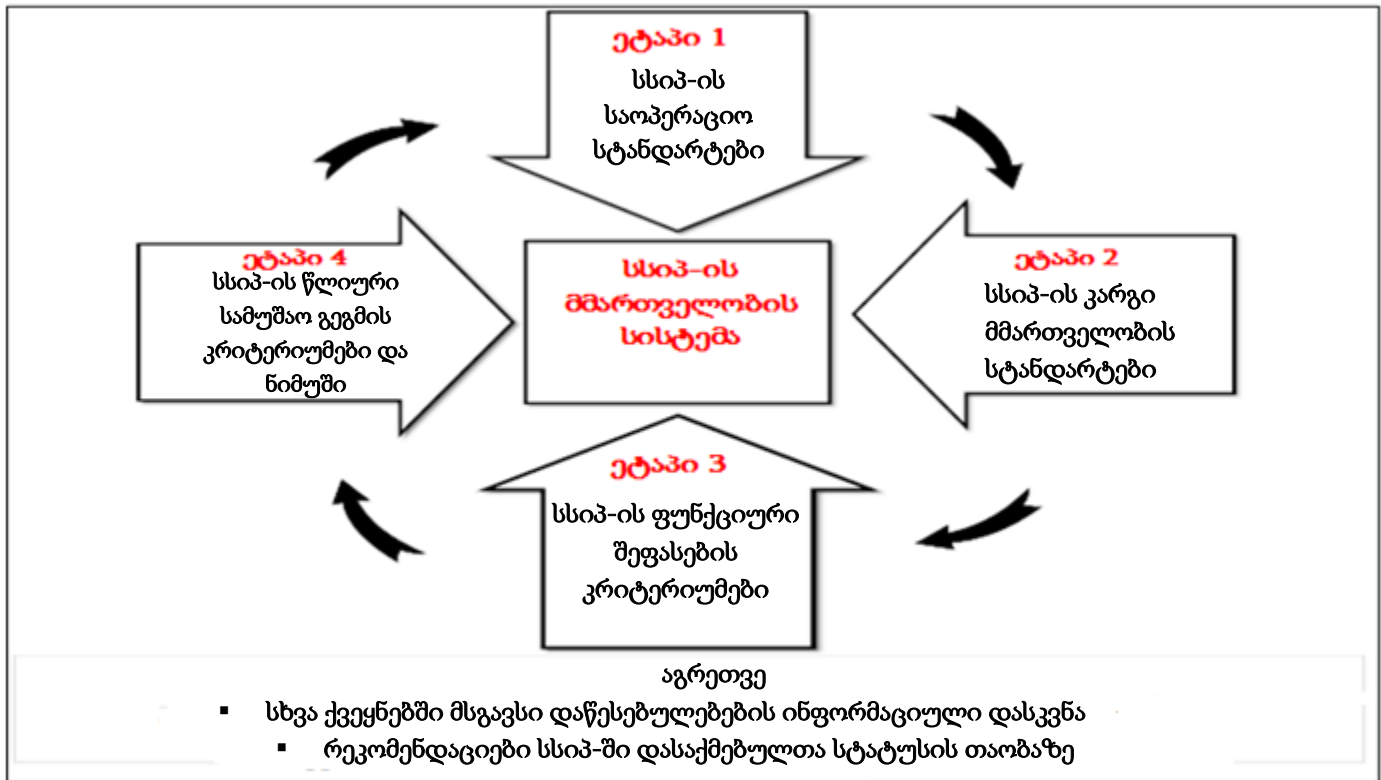 ეტაპი 1
სსიპ-ის
საოპერაციო
სტანდარტები
ეტაპი 4
სსიპ-ის წლიური
სამუშაო გეგმის
კრიტერიუმები და
ნიმუში
სსიპ-ის
მმართველობის
სისტემა
ეტაპი 2
სსიპ-ის კარგი
მმართველობის
სტანდარტები
ეტაპი 3
სსიპ-ის ფუნქციური
შეფასების
კრიტერიუმები
აგრეთვე
▪ სხვა ქვეყნებში მსგავსი დაწესებულებების ინფორმაციული დასკვნა
▪ რეკომენდაციები სსიპ-ში დასაქმებულთა სტატუსის თაობაზე